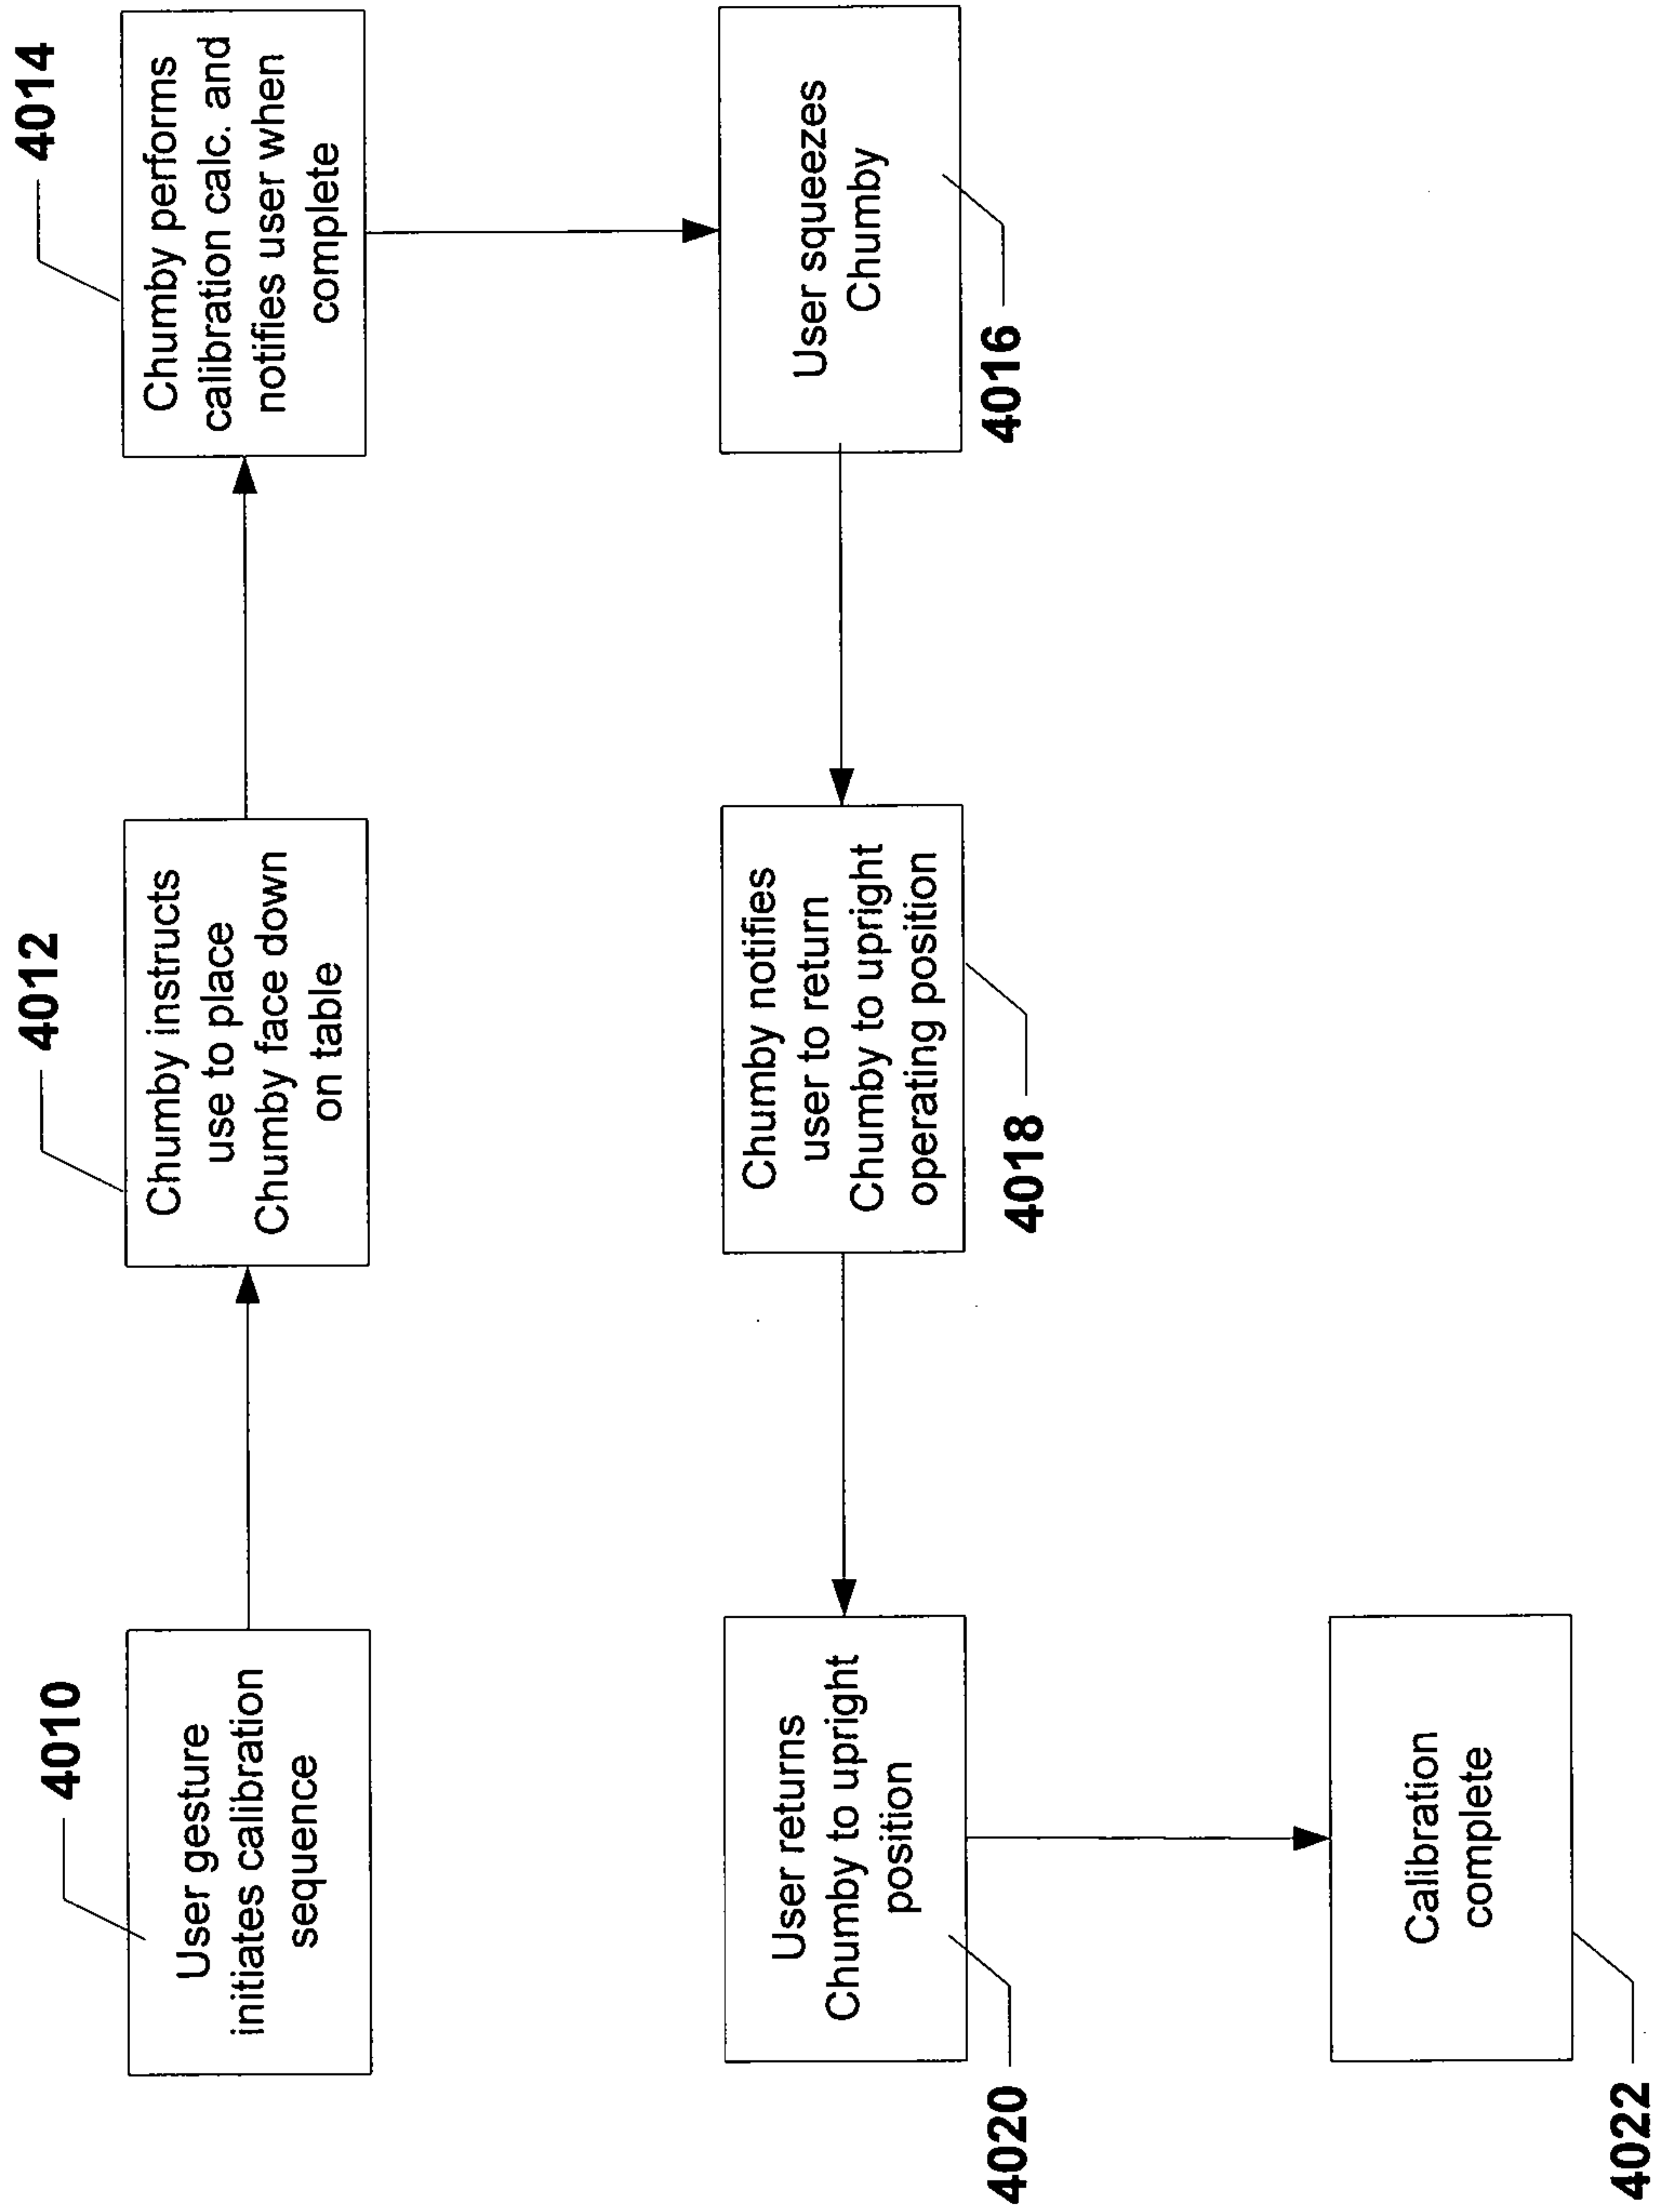 4010
User gesture
initiates calibration
sequence
4012
Chumby instructs
use to place
Chumby face down
on table
4014
Chumby performs
calibration calc. and
notifies user when
complete
User squeezes
Chumby
4016
Chumby notifies
user to return
Chumby to upright
operating position
4018
User returns
Chumby to upright
position
4020
Calibration
complete
4022